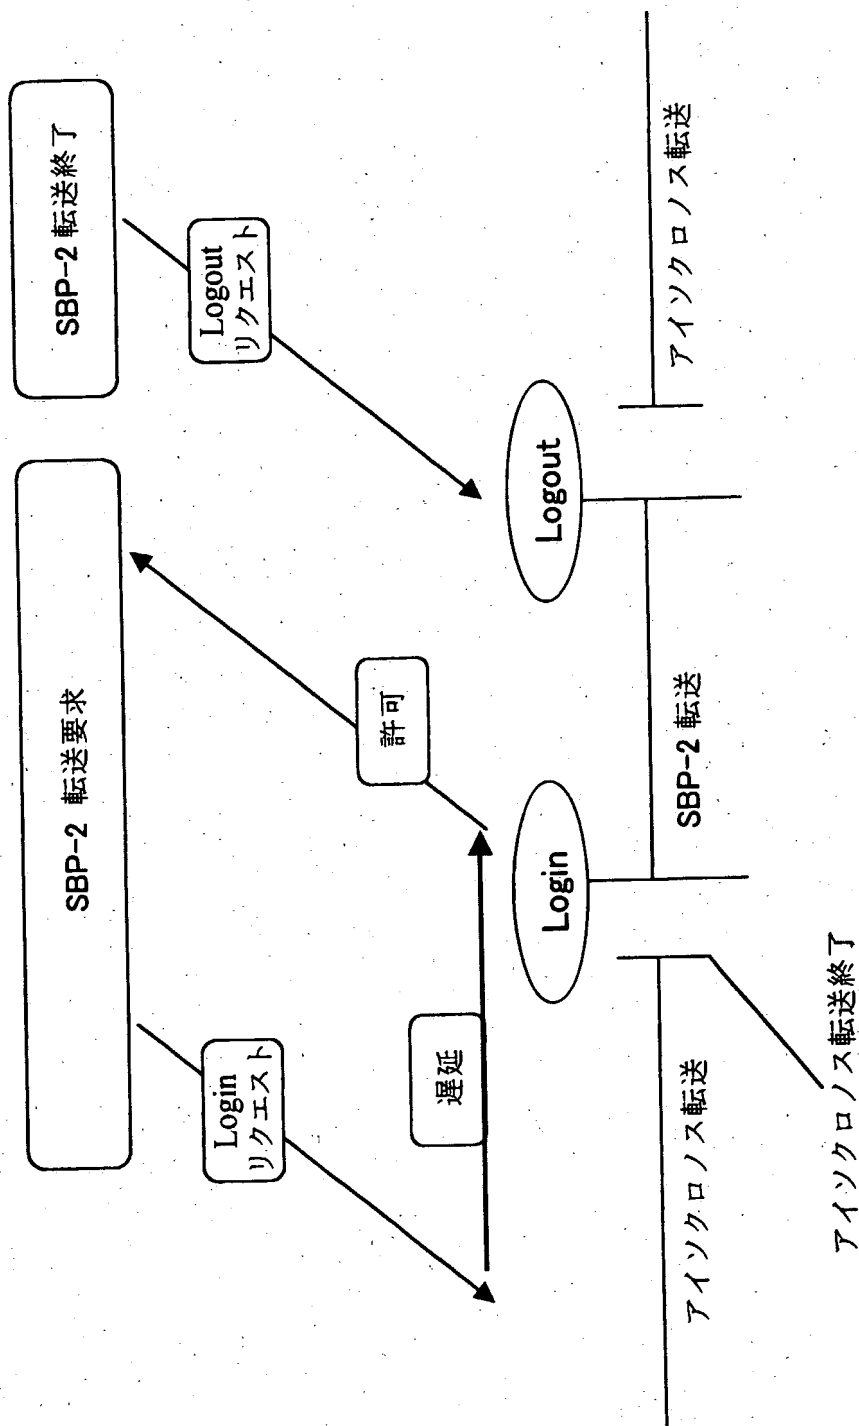 SBP-2 転送要求
SBP-2 転送終了
Login
リクエスト
許可
Logout
リクエスト
遅延
Login
Logout
アイソクロノス転送
SBP-2 転送
アイソクロノス転送
アイソクロノス転送終了